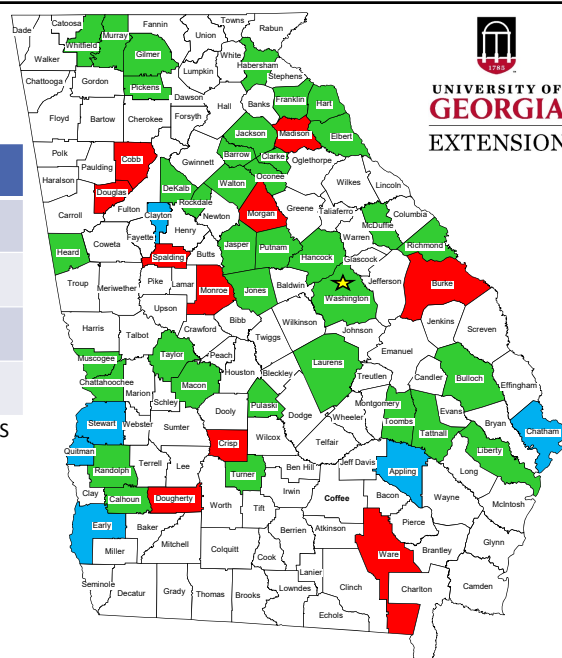 Dade
Catoosa
Fannin
Towns
Rabun
Murray
Union
Whitfield
Walker
Gilmer
White
Habersham
Lumpkin
Stephens
Chattooga
Gordon
Pickens
Dawson
Banks
Franklin
Hart
Hall
Floyd
Bartow
Cherokee
Forsyth
Jackson
Madison
Elbert
Polk
Cobb
Gwinnett
Barrow
Clarke
Oglethorpe
Paulding
Haralson
DeKalb
Walton
Oconee
Wilkes
Lincoln
Douglas
Rockdale
Fulton
Newton
Morgan
Greene
Taliaferro
Columbia
Carroll
Clayton
Henry
McDuffie
Coweta
Fayette
Warren
Richmond
Heard
Spalding
Butts
Jasper
Putnam
Hancock
Glascock
Troup
Meriwether
Pike
Lamar
Monroe
Jones
Baldwin
Washington
Jefferson
Burke
Upson
Harris
Talbot
Crawford
Bibb
Wilkinson
Johnson
Jenkins
Screven
Twiggs
Muscogee
Taylor
Peach
Houston
Bleckley
Laurens
Emanuel
Chattahoochee
Marion
Macon
Treutlen
Candler
Bulloch
Effingham
Schley
Pulaski
Dooly
Dodge
Montgomery
Wheeler
Toombs
Evans
Bryan
Stewart
Webster
Sumter
Tattnall
Chatham
Quitman
Crisp
Wilcox
Telfair
Liberty
Randolph
Terrell
Lee
Turner
Ben Hill
Jeff Davis
Appling
Long
Clay
Calhoun
Dougherty
Worth
Irwin
Coffee
Bacon
Wayne
McIntosh
Tift
Early
Baker
Mitchell
Berrien
Atkinson
Pierce
Miller
Colquitt
Cook
Ware
Brantley
Glynn
Lanier
Seminole
Decatur
Grady
Thomas
Brooks
Lowndes
Clinch
Charlton
Camden
Echols
S
1785
UNIVERSITY OF
GEORGIA
EXTENSION